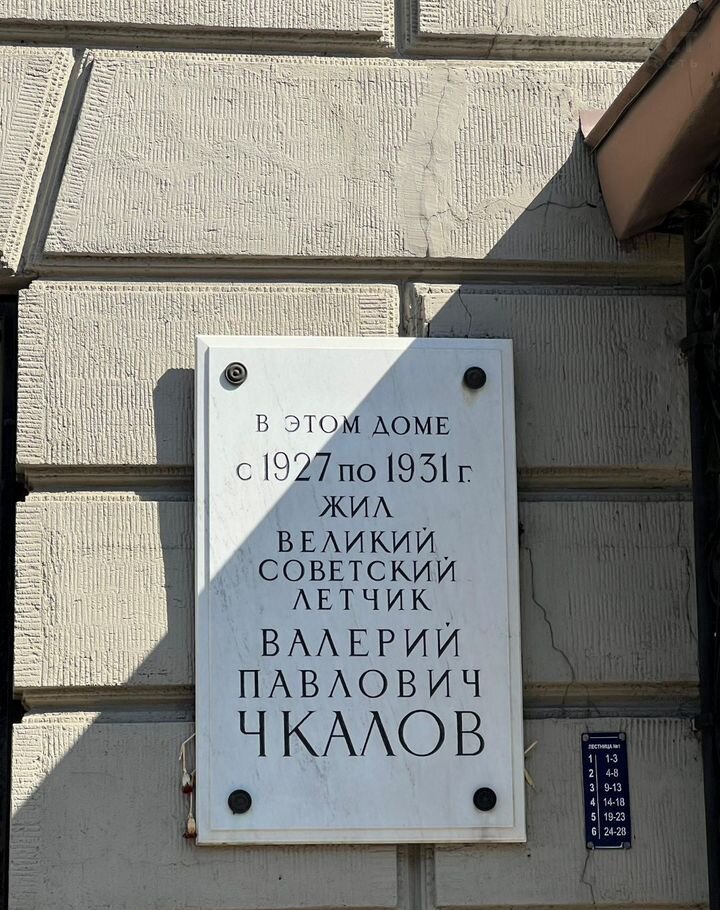 В ЭТОМ ДОМЕ
С 1927 ПО 1931 Г.
ЖИЛ
ВЕЛИКИЙ
СОВЕТСКИЙ
ЛЕТЧИК
ВАЛЕРИЙ
ПАВЛОВИЧ
ЧКАЛОВ
ЛЕСТНИЦА №1
1 1-3
2 4-8
3 9-13
4 14-18
5 19-23
6 24-28